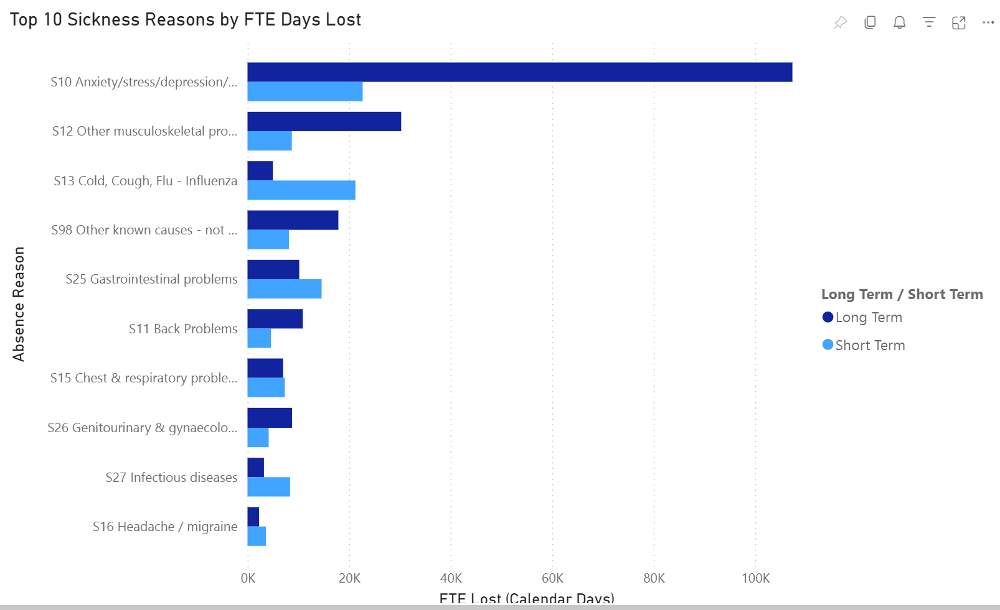 Top 10 Sickness Reasons by FTE Days Lost
Absence Reason
S10 Anxiety/stress/depression/...
S12 Other musculoskeletal pro...
S13 Cold, Cough, Flu - Influenza
S98 Other known causes - not ...
S25 Gastrointestinal problems
S11 Back Problems
S15 Chest & respiratory proble...
S26 Genitourinary & gynaecolo...
S27 Infectious diseases
S16 Headache / migraine
0K 20K 40K 60K 80K 100K
FTE Lost (Calendar Days)
Long Term / Short Term
Long Term
Short Term